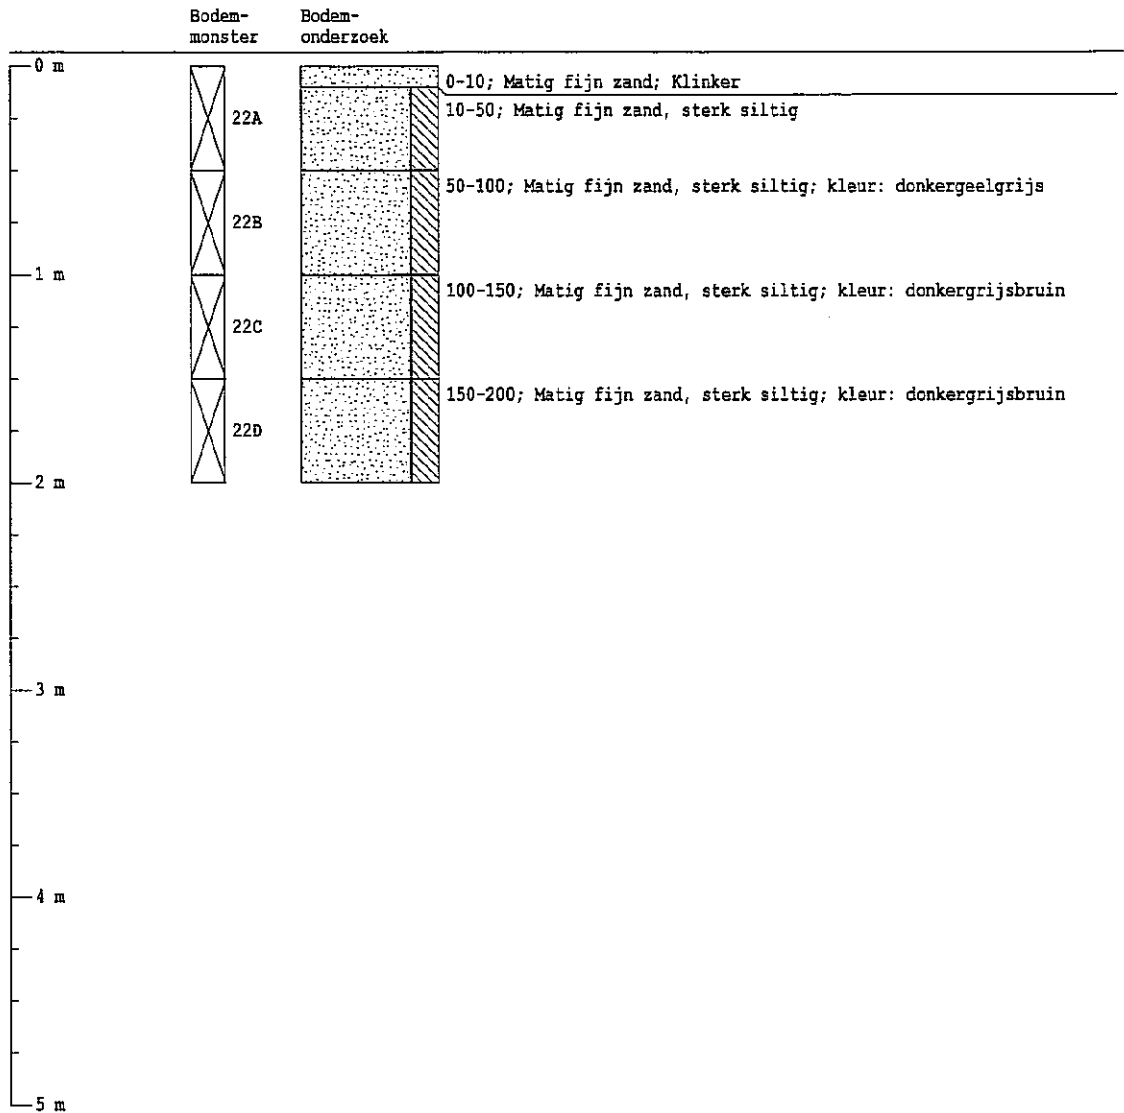 Bodem-
monster
Bodem-
onderzoek
0 m
0-10; Matig fijn zand; Klinker
10-50; Matig fijn zand, sterk siltig
22A
50-100; Matig fijn zand, sterk siltig; kleur: donkergeelgrijs
22B
1 m
100-150; Matig fijn zand, sterk siltig; kleur: donkergrijsbruin
22C
150-200; Matig fijn zand, sterk siltig; kleur: donkergrijsbruin
22D
2 m
3 m
4 m
5 m